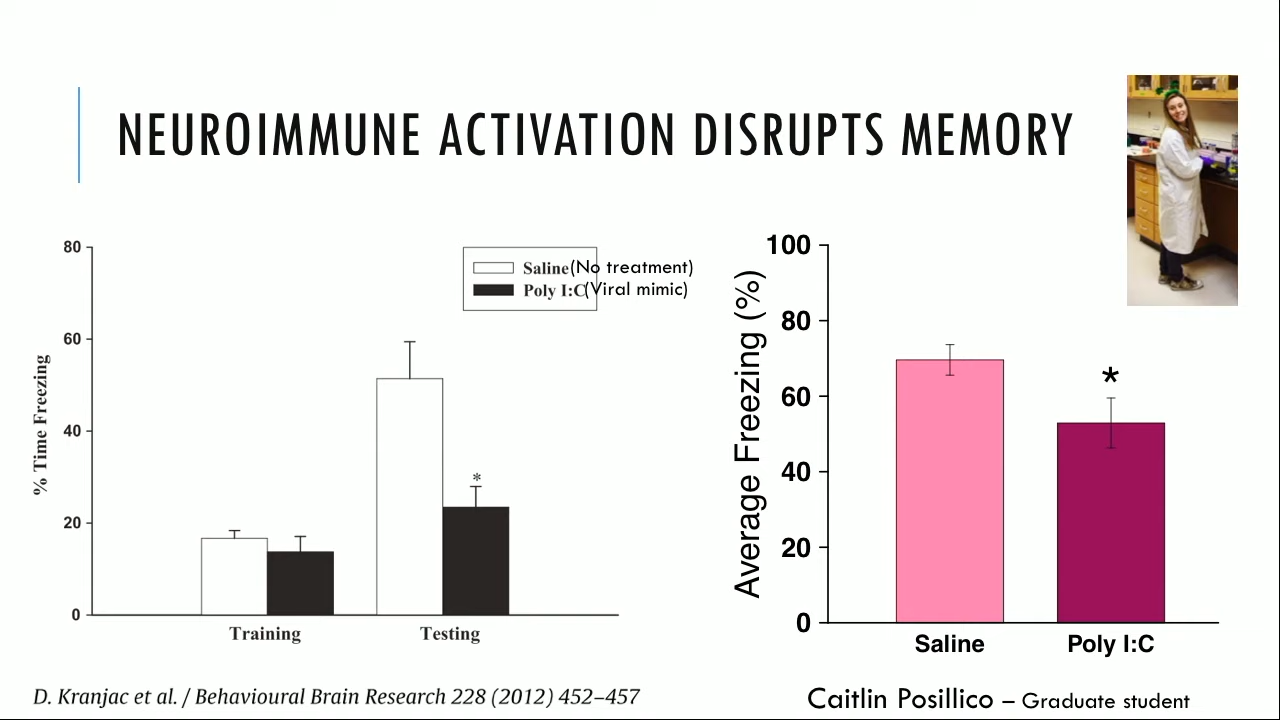 NEUROIMMUNE ACTIVATION DISRUPTS MEMORY
80
60
40
20
0
% Time Freezing
Saline(No treatment)
Poly I:C(Viral mimic)
*
Training
Testing
D. Kranjac et al. / Behavioural Brain Research 228 (2012) 452–457
100
80
60
40
20
0
Average Freezing (%)
*
Saline
Poly I:C
Caitlin Posillico – Graduate student